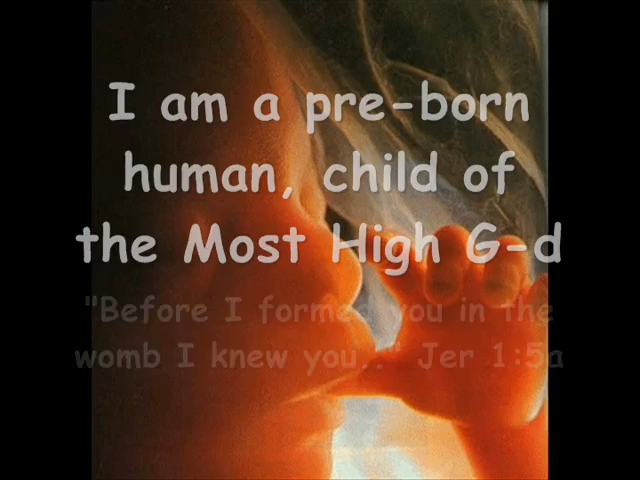 I am a pre-born
human, child of
the Most High G-d
"Before I formed you in the
womb I knew you.." Jer 1:5a